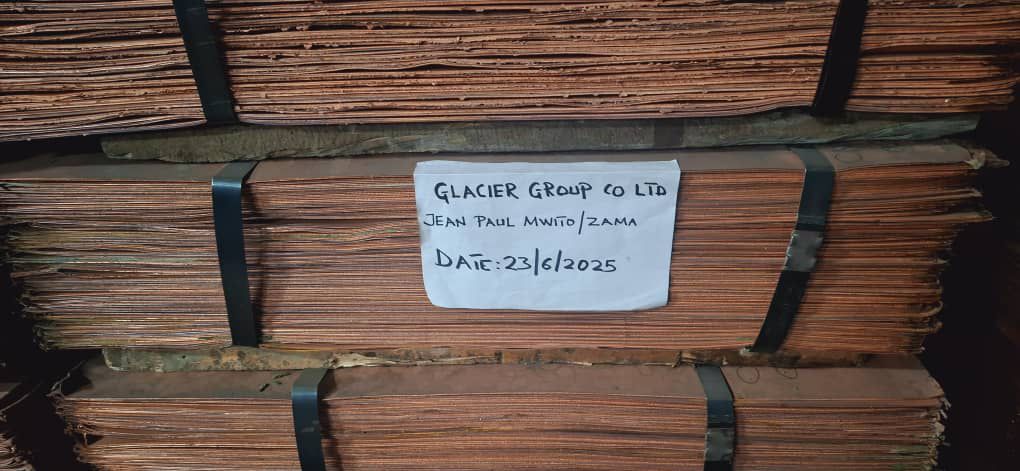 GLACIER GROUP CO LTD
JEAN PAUL MWITO/ZAMA
DATE: 23/6/2025